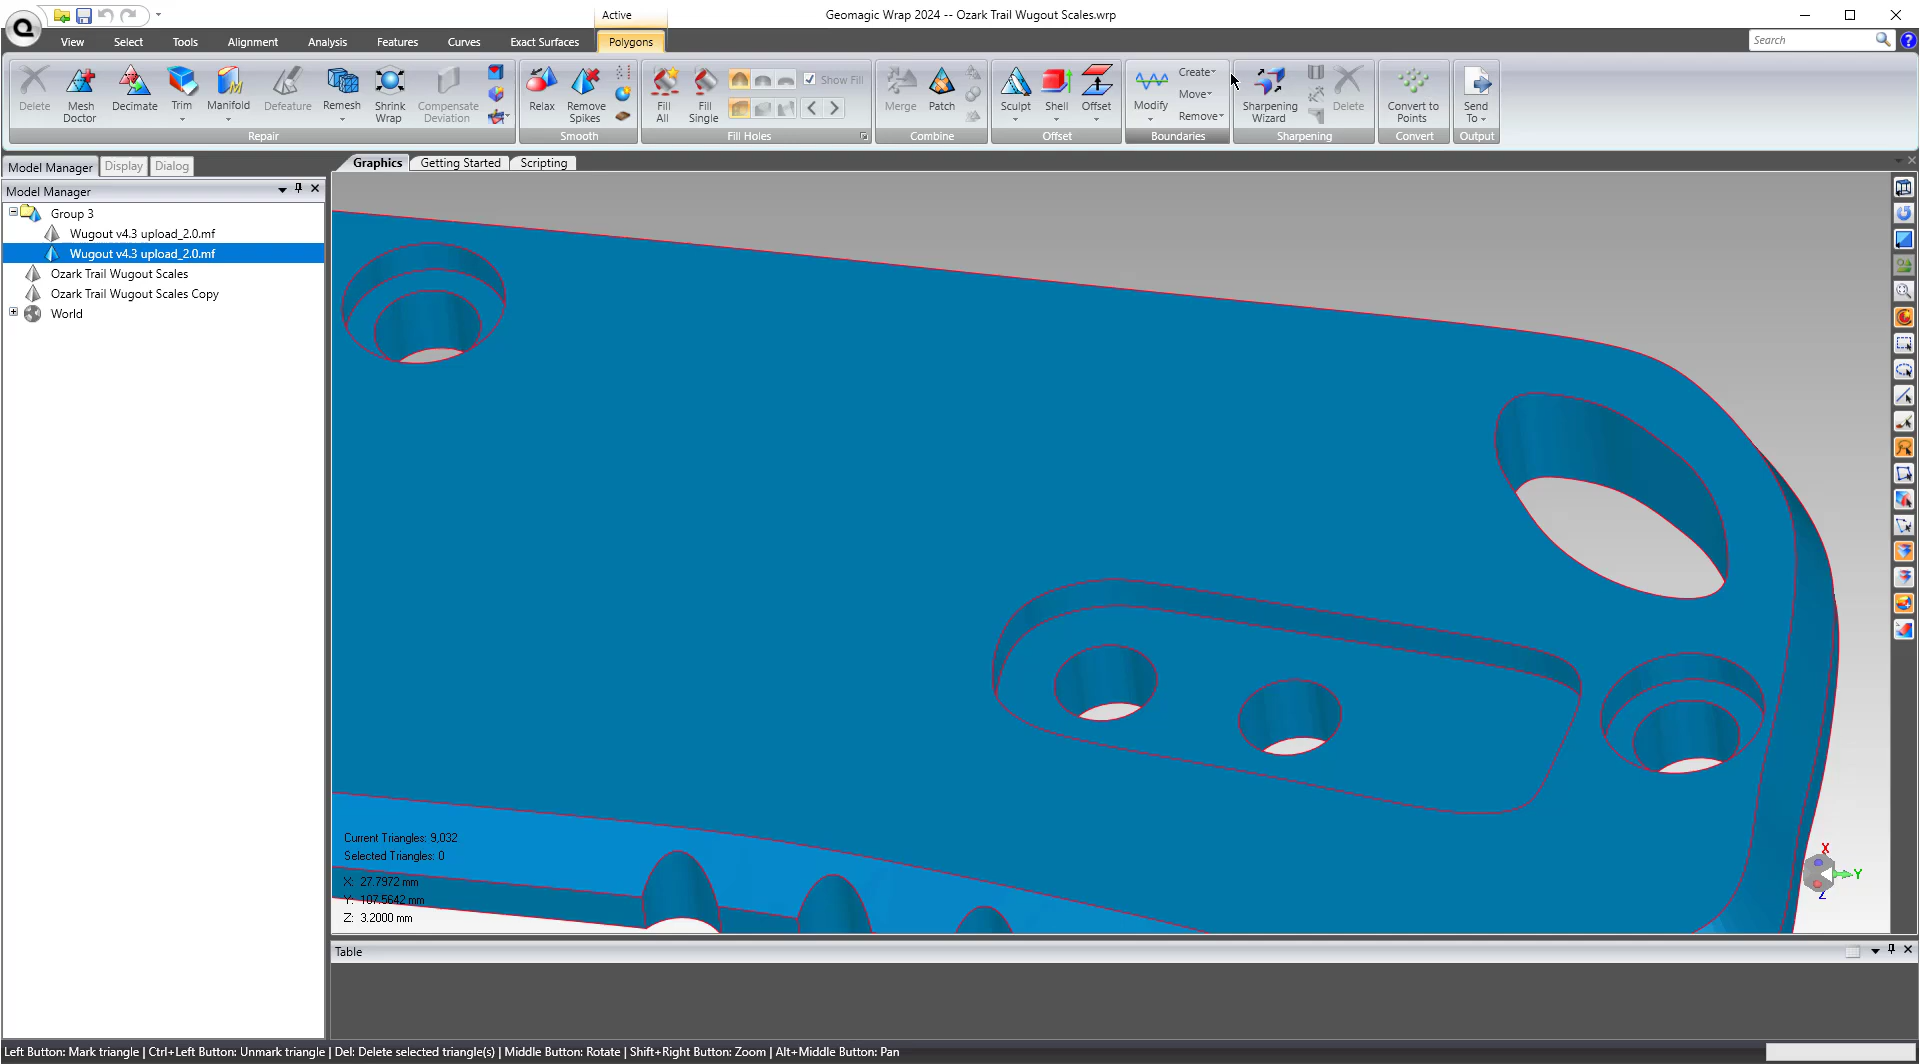 Active
Geomagic Wrap 2024 -- Ozark Trail Wugout Scales.wrp
View Select Tools Alignment Analysis Features Curves Exact Surfaces Polygons
Search
Delete
Mesh Doctor
Decimate
Trim
Manifold
Defeature
Remesh
Shrink Wrap
Compensate Deviation
Repair
Relax
Remove Spikes
Smooth
Fill All
Fill Single
Show Fill
Fill Holes
Merge
Patch
Combine
Sculpt
Shell
Offset
Offset
Modify
Create
Move
Remove
Boundaries
Sharpening Wizard
Delete
Sharpening
Convert to Points
Convert
Send To
Output
Model Manager Display Dialog
Graphics Getting Started Scripting
Model Manager
Group 3
Wugout v4.3 upload_2.0.mf
Wugout v4.3 upload_2.0.mf
Ozark Trail Wugout Scales
Ozark Trail Wugout Scales Copy
World
Current Triangles: 9,032
Selected Triangles: 0
X: 27.7972 mm
Y: 107.5642 mm
Z: 3.2000 mm
X
Y
Z
Table
Left Button: Mark triangle | Ctrl+Left Button: Unmark triangle | Del: Delete selected triangle(s) | Middle Button: Rotate | Shift+Right Button: Zoom | Alt+Middle Button: Pan